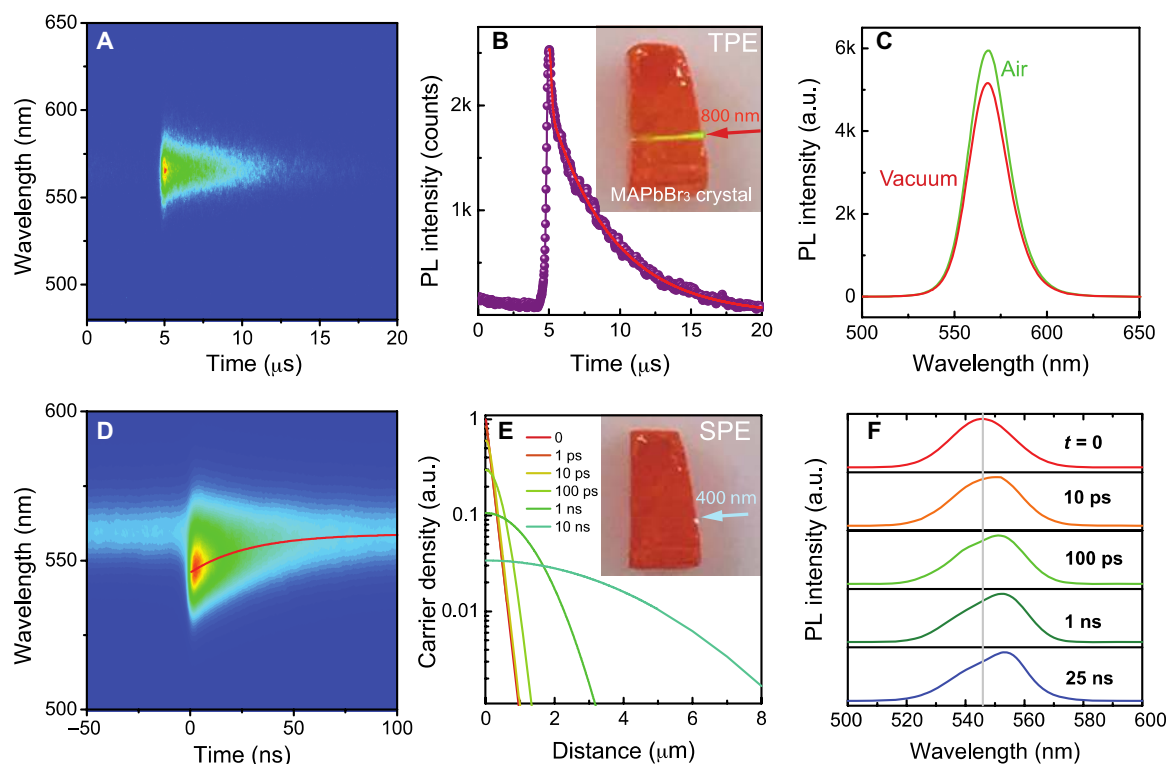 A
Wavelength (nm)
650
600
550
500
0
5
10
15
20
Time (μs)
B
TPE
PL intensity (counts)
2k
1k
800 nm
MAPbBr₃ crystal
0
5
10
15
20
Time (μs)
C
PL intensity (a.u.)
6k
4k
2k
0
Air
Vacuum
500
550
600
650
Wavelength (nm)
D
Wavelength (nm)
600
550
500
−50
0
50
100
Time (ns)
E
SPE
Carrier density (a.u.)
1
0.1
0.01
0
1 ps
10 ps
100 ps
1 ns
10 ns
400 nm
0
2
4
6
8
Distance (μm)
F
PL intensity (a.u.)
t = 0
10 ps
100 ps
1 ns
25 ns
500
520
540
560
580
600
Wavelength (nm)